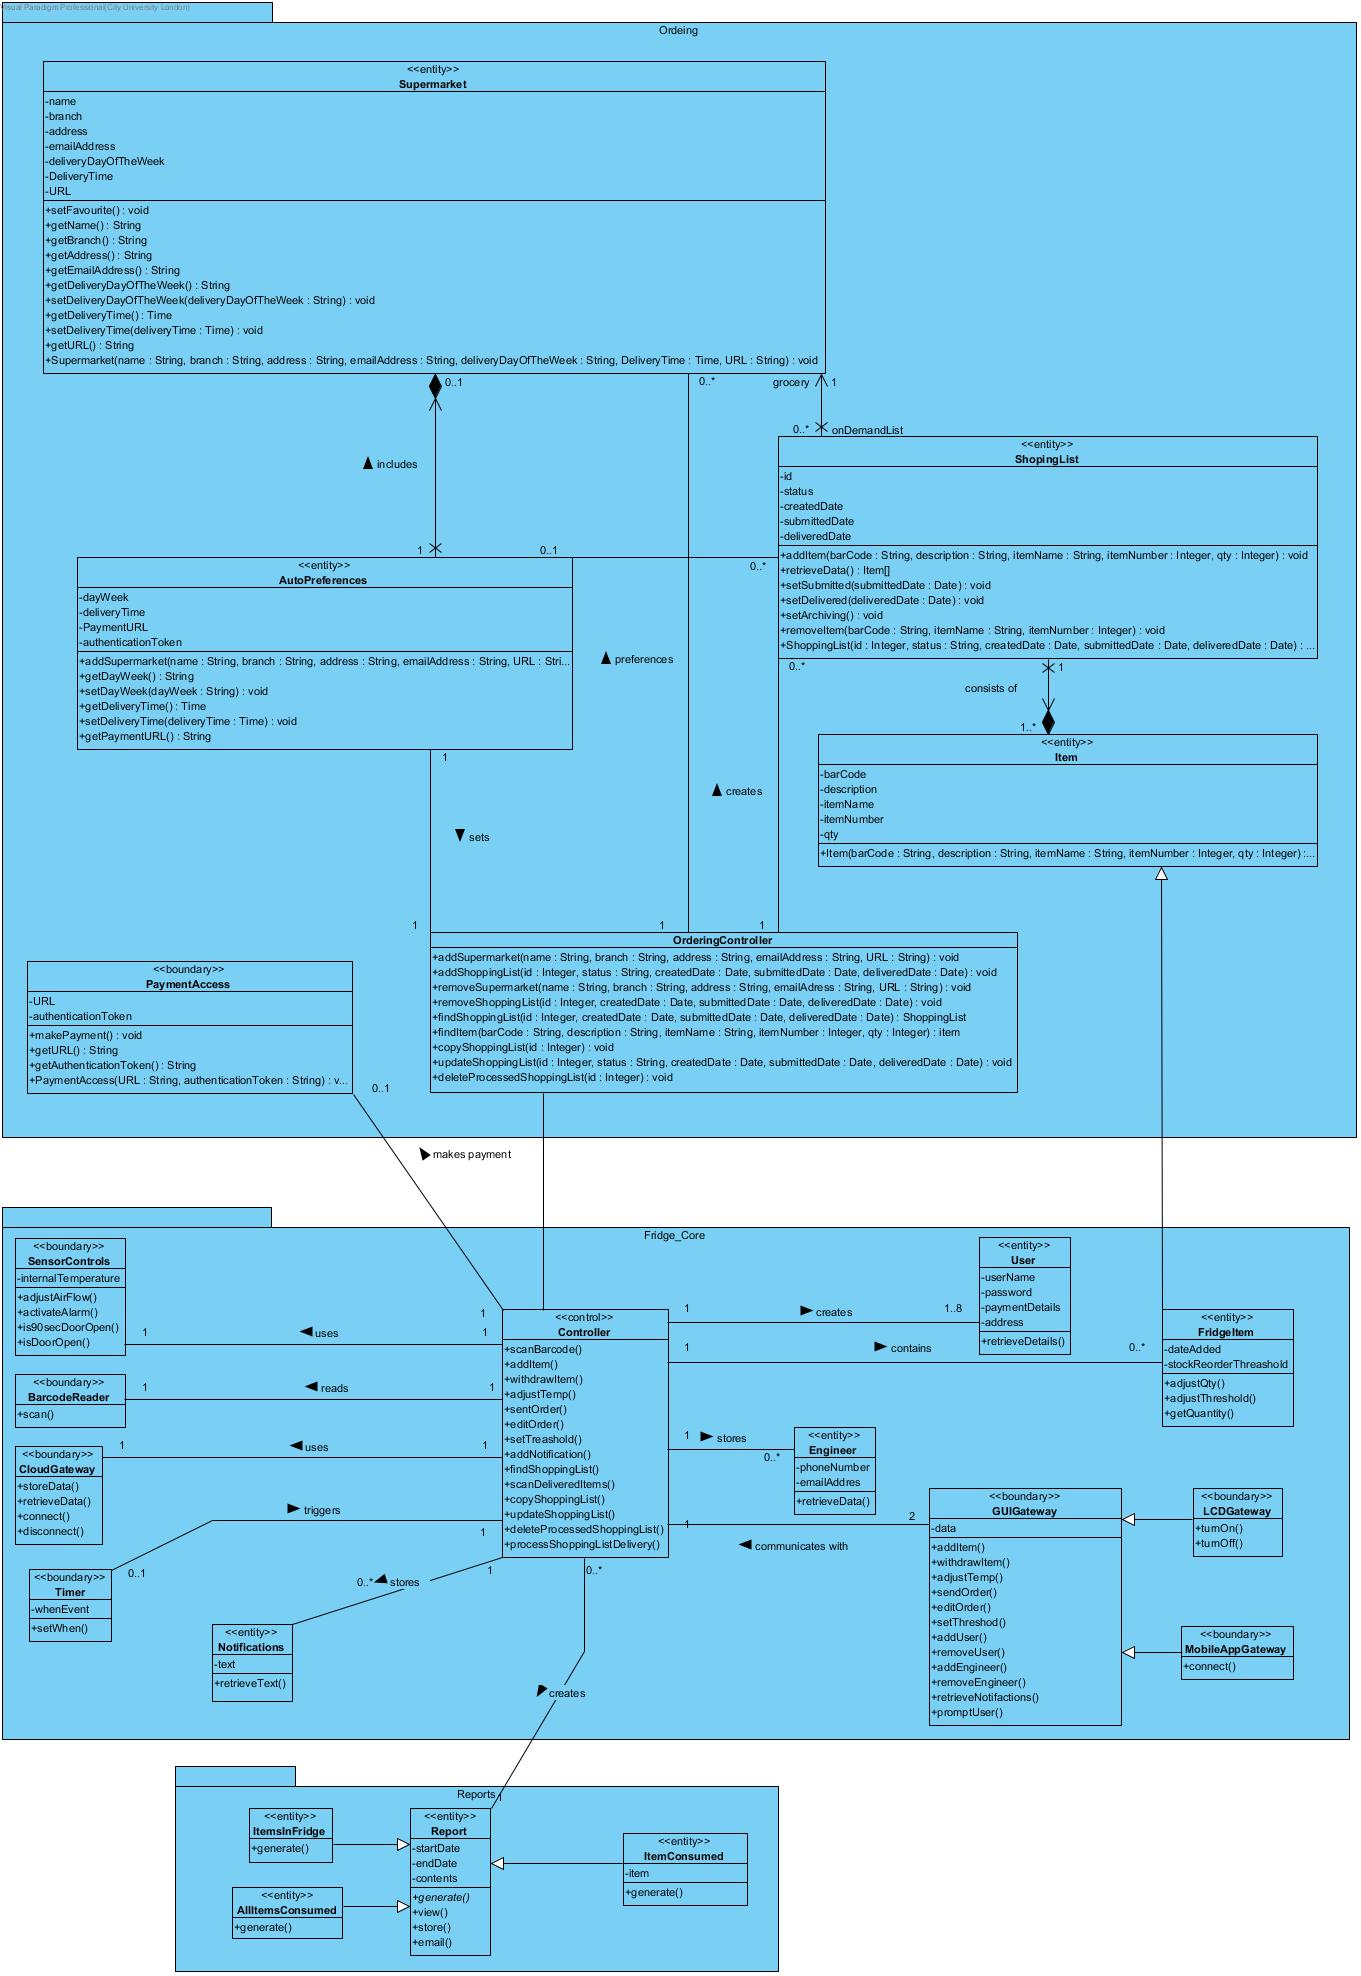 Visual Paradigm Professional(City University London)
Ordeing
<<entity>>
Supermarket
-name
-branch
-address
-emailAddress
-deliveryDayOfTheWeek
-DeliveryTime
-URL
+setFavourite() : void
+getName() : String
+getBranch() : String
+getAddress() : String
+getEmailAddress() : String
+getDeliveryDayOfTheWeek() : String
+setDeliveryDayOfTheWeek(deliveryDayOfTheWeek : String) : void
+getDeliveryTime() : Time
+setDeliveryTime(deliveryTime : Time) : void
+getURL() : String
+Supermarket(name : String, branch : String, address : String, emailAddress : String, deliveryDayOfTheWeek : String, DeliveryTime : Time, URL : String) : void
0..1
0..*
grocery
1
0..*
onDemandList
includes
1
0..1
0..*
<<entity>>
ShopingList
-id
-status
-createdDate
-submittedDate
-deliveredDate
+addItem(barCode : String, description : String, itemName : String, itemNumber : Integer, qty : Integer) : void
+retrieveData() : Item[]
+setSubmitted(submittedDate : Date) : void
+setDelivered(deliveredDate : Date) : void
+setArchiving() : void
+removeItem(barCode : String, itemName : String, itemNumber : Integer) : void
+ShoppingList(id : Integer, status : String, createdDate : Date, submittedDate : Date, deliveredDate : Date) : ...
<<entity>>
AutoPreferences
-dayWeek
-deliveryTime
-PaymentURL
-authenticationToken
+addSupermarket(name : String, branch : String, address : String, emailAddress : String, URL : Stri...
+getDayWeek() : String
+setDayWeek(dayWeek : String) : void
+getDeliveryTime() : Time
+setDeliveryTime(deliveryTime : Time) : void
+getPaymentURL() : String
preferences
0..*
1
consists of
1..*
<<entity>>
Item
-barCode
-description
-itemName
-itemNumber
-qty
+Item(barCode : String, description : String, itemName : String, itemNumber : Integer, qty : Integer) :...
1
creates
sets
1
1
1
OrderingController
+addSupermarket(name : String, branch : String, address : String, emailAddress : String, URL : String) : void
+addShoppingList(id : Integer, status : String, createdDate : Date, submittedDate : Date, deliveredDate : Date) : void
+removeSupermarket(name : String, branch : String, address : String, emailAdress : String, URL : String) : void
+removeShoppingList(id : Integer, createdDate : Date, submittedDate : Date, deliveredDate : Date) : void
+findShoppingList(id : Integer, createdDate : Date, submittedDate : Date, deliveredDate : Date) : ShoppingList
+findItem(barCode : String, description : String, itemName : String, itemNumber : Integer, qty : Integer) : item
+copyShoppingList(id : Integer) : void
+updateShoppingList(id : Integer, status : String, createdDate : Date, submittedDate : Date, deliveredDate : Date) : void
+deleteProcessedShoppingList(id : Integer) : void
<<boundary>>
PaymentAccess
-URL
-authenticationToken
+makePayment() : void
+getURL() : String
+getAuthenticationToken() : String
+PaymentAccess(URL : String, authenticationToken : String) : v...
0..1
makes payment
Fridge_Core
<<boundary>>
SensorControls
-internalTemperature
+adjustAirFlow()
+activateAlarm()
+is90secDoorOpen()
+isDoorOpen()
1
uses
1
1
<<control>>
Controller
+scanBarcode()
+addItem()
+withdrawItem()
+adjustTemp()
+sentOrder()
+editOrder()
+setTreashold()
+addNotification()
+findShoppingList()
+scanDeliveredItems()
+copyShoppingList()
+updateShoppingList()
+deleteProcessedShoppingList()
+processShoppingListDelivery()
1
creates
1..8
<<entity>>
User
-userName
-password
-paymentDetails
-address
+retrieveDetails()
1
contains
0..*
<<entity>>
FridgeItem
-dateAdded
-stockReorderThreashold
+adjustQty()
+adjustThreshold()
+getQuantity()
<<boundary>>
BarcodeReader
+scan()
1
reads
1
<<boundary>>
CloudGateway
+storeData()
+retrieveData()
+connect()
+disconnect()
1
uses
1
1
stores
0..*
<<entity>>
Engineer
-phoneNumber
-emailAddres
+retrieveData()
triggers
1
0..1
<<boundary>>
Timer
-whenEvent
+setWhen()
1
2
communicates with
<<boundary>>
GUIGateway
-data
+addItem()
+withdrawItem()
+adjustTemp()
+sendOrder()
+editOrder()
+setThreshod()
+addUser()
+removeUser()
+addEngineer()
+removeEngineer()
+retrieveNotifactions()
+promptUser()
<<boundary>>
LCDGateway
+turnOn()
+turnOff()
<<boundary>>
MobileAppGateway
+connect()
0..*
stores
1
0..*
<<entity>>
Notifications
-text
+retrieveText()
creates
Reports
1
<<entity>>
ItemsInFridge
+generate()
<<entity>>
Report
-startDate
-endDate
-contents
+generate()
+view()
+store()
+email()
<<entity>>
ItemConsumed
-item
+generate()
<<entity>>
AllItemsConsumed
+generate()